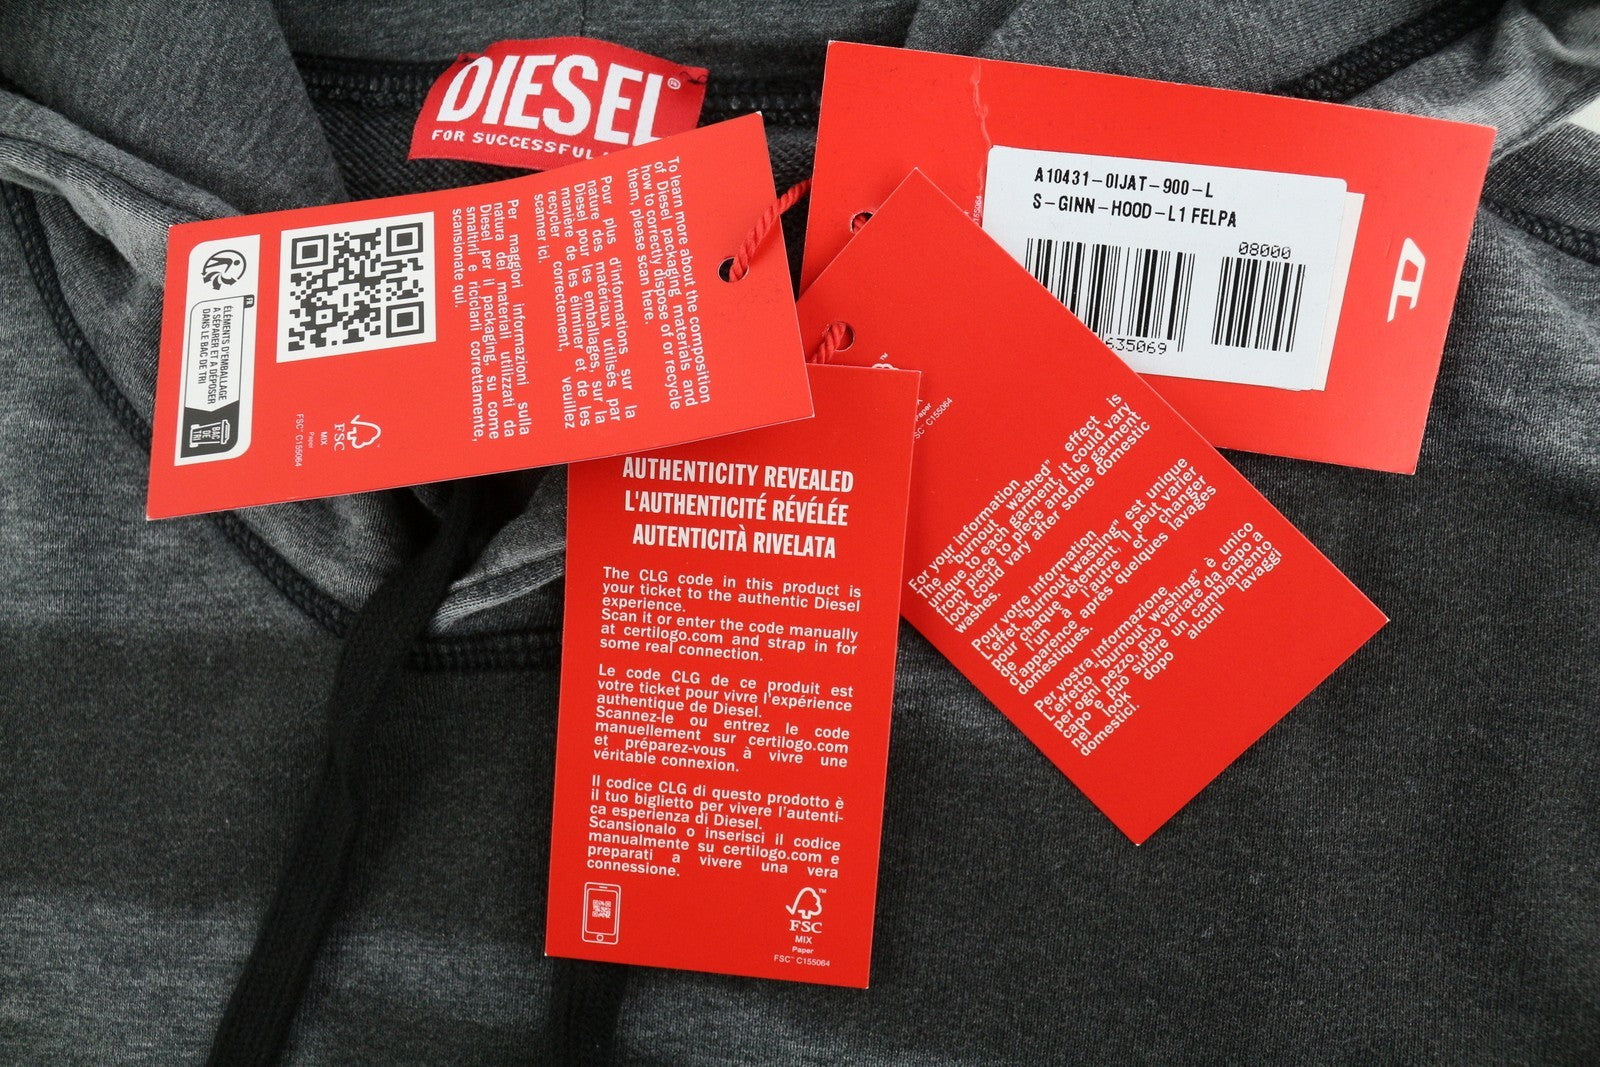 DIESEL®
FOR SUCCESSFUL
To learn more about the composition
of Diesel packaging materials and
how to correctly dispose of or recycle
them, please scan here.
Pour plus d'informations sur la
nature des matériaux utilisés par
Diesel pour les emballages, sur la
manière de les éliminer et de les
recycler correctement, veuillez
scanner ici.
Per maggiori informazioni sulla
natura dei materiali utilizzati da
Diesel per il packaging, su come
smaltirli e riciclarli correttamente,
scansionate qui.
FR
ÉLÉMENTS D'EMBALLAGE
À SÉPARER ET À DÉPOSER
DANS LE BAC DE TRI
BAC
DE
TRI
FSC
MIX
Paper
FSC™ C155064
A10431-0IJAT-900-L
S-GINN-HOOD-L1 FELPA
08000
635069
D
AUTHENTICITY REVEALED
L'AUTHENTICITÉ RÉVÉLÉE
AUTENTICITÀ RIVELATA
The CLG code in this product is
your ticket to the authentic Diesel
experience.
Scan it or enter the code manually
at certilogo.com and strap in for
some real connection.
Le code CLG de ce produit est
votre ticket pour vivre l'expérience
authentique de Diesel.
Scannez-le ou entrez le code
manuellement sur certilogo.com
et préparez-vous à vivre une
véritable connexion.
Il codice CLG di questo prodotto è
il tuo biglietto per vivere l'autenti-
ca esperienza di Diesel.
Scansionalo o inserisci il codice
manualmente su certilogo.com e
preparati a vivere una vera
connessione.
FSC™
MIX
Paper
FSC™ C155064
Paper
SC™ C155064
For your information
The "burnout washed" effect is
unique to each garment, it could vary
from piece to piece and the garment
look could vary after some domestic
washes.
Pour votre information
L'effet "burnout washing" est unique
pour chaque vêtement, il peut varier
de l'un à l'autre et changer
d'apparence après quelques lavages
domestiques.
Per vostra informazione
L'effetto "burnout washing" è unico
per ogni pezzo, può variare da capo a
capo e può subire un cambiamento
nel look dopo alcuni lavaggi
domestici.